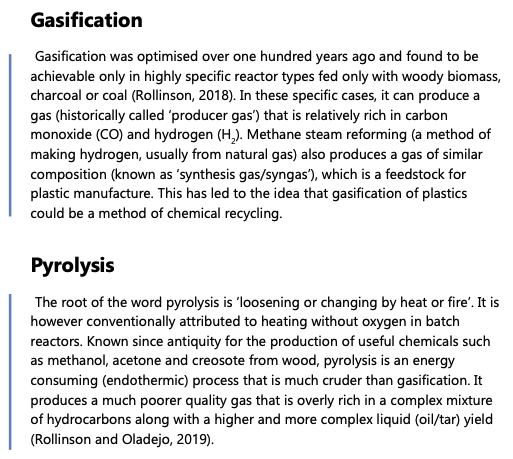 Gasification
Gasification was optimised over one hundred years ago and found to be
achievable only in highly specific reactor types fed only with woody biomass,
charcoal or coal (Rollinson, 2018). In these specific cases, it can produce a
gas (historically called ‘producer gas’) that is relatively rich in carbon
monoxide (CO) and hydrogen (H₂). Methane steam reforming (a method of
making hydrogen, usually from natural gas) also produces a gas of similar
composition (known as ‘synthesis gas/syngas’), which is a feedstock for
plastic manufacture. This has led to the idea that gasification of plastics
could be a method of chemical recycling.
Pyrolysis
The root of the word pyrolysis is ‘loosening or changing by heat or fire’. It is
however conventionally attributed to heating without oxygen in batch
reactors. Known since antiquity for the production of useful chemicals such
as methanol, acetone and creosote from wood, pyrolysis is an energy
consuming (endothermic) process that is much cruder than gasification. It
produces a much poorer quality gas that is overly rich in a complex mixture
of hydrocarbons along with a higher and more complex liquid (oil/tar) yield
(Rollinson and Oladejo, 2019).